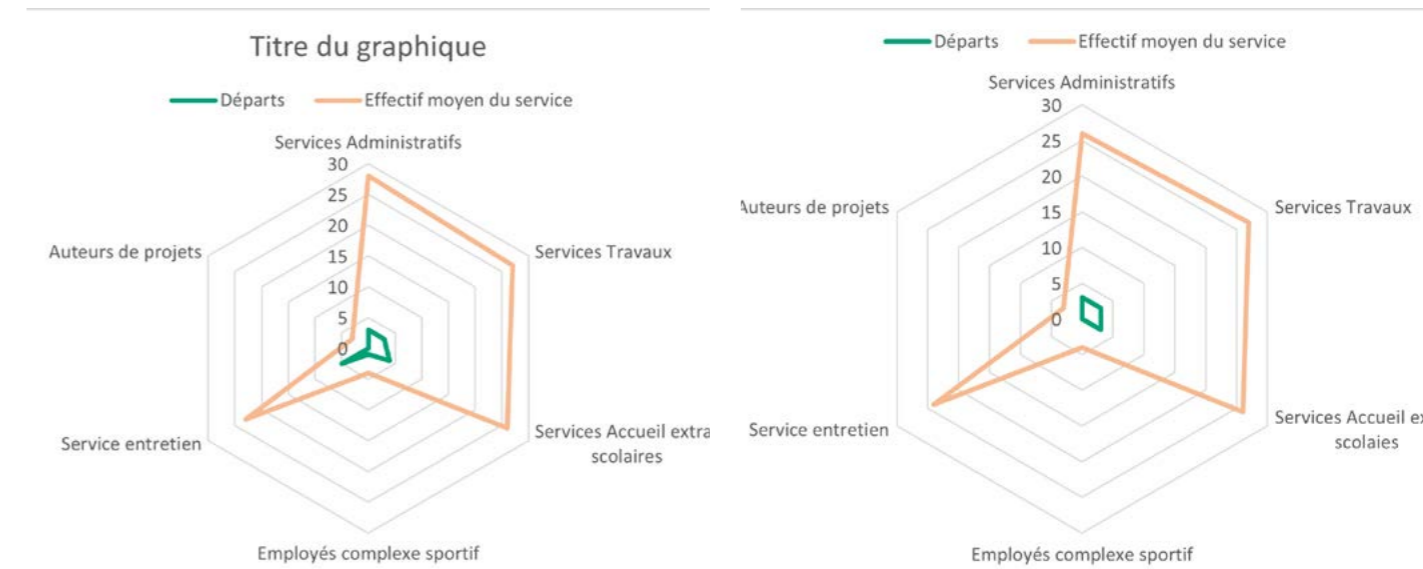 Titre du graphique
Départs
Effectif moyen du service
Services Administratifs
30
25
20
15
10
5
0
Services Travaux
Services Accueil extra
scolaires
Employés complexe sportif
Service entretien
Auteurs de projets
Départs
Effectif moyen du service
Services Administratifs
30
25
20
15
10
5
0
Services Travaux
Services Accueil ex
scolaies
Employés complexe sportif
Service entretien
Auteurs de projets